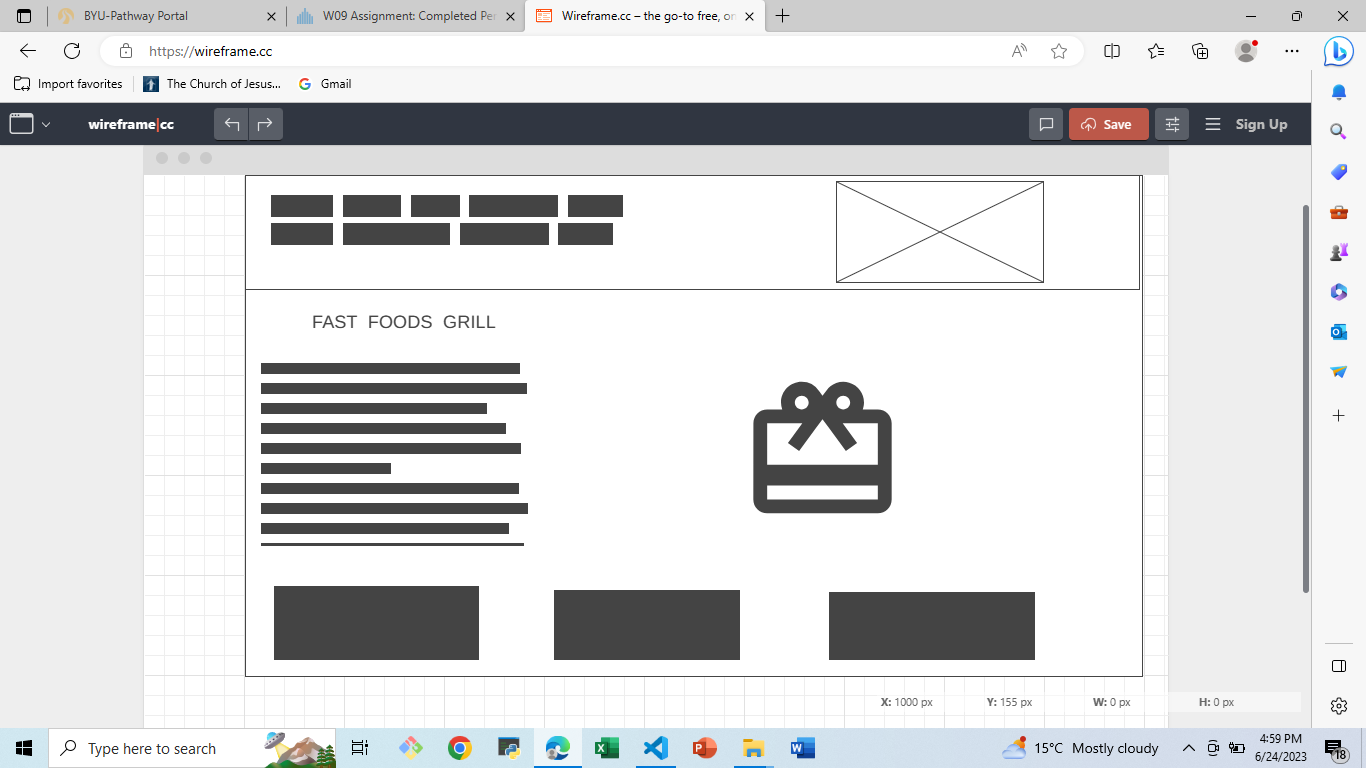 BYU-Pathway Portal
W09 Assignment: Completed Per
Wireframe.cc – the go-to free, on
https://wireframe.cc
Import favorites
The Church of Jesus...
Gmail
wireframe|cc
Save
Sign Up
FAST FOODS GRILL
X: 1000 px
Y: 155 px
W: 0 px
H: 0 px
Type here to search
15°C Mostly cloudy
4:59 PM
6/24/2023
18